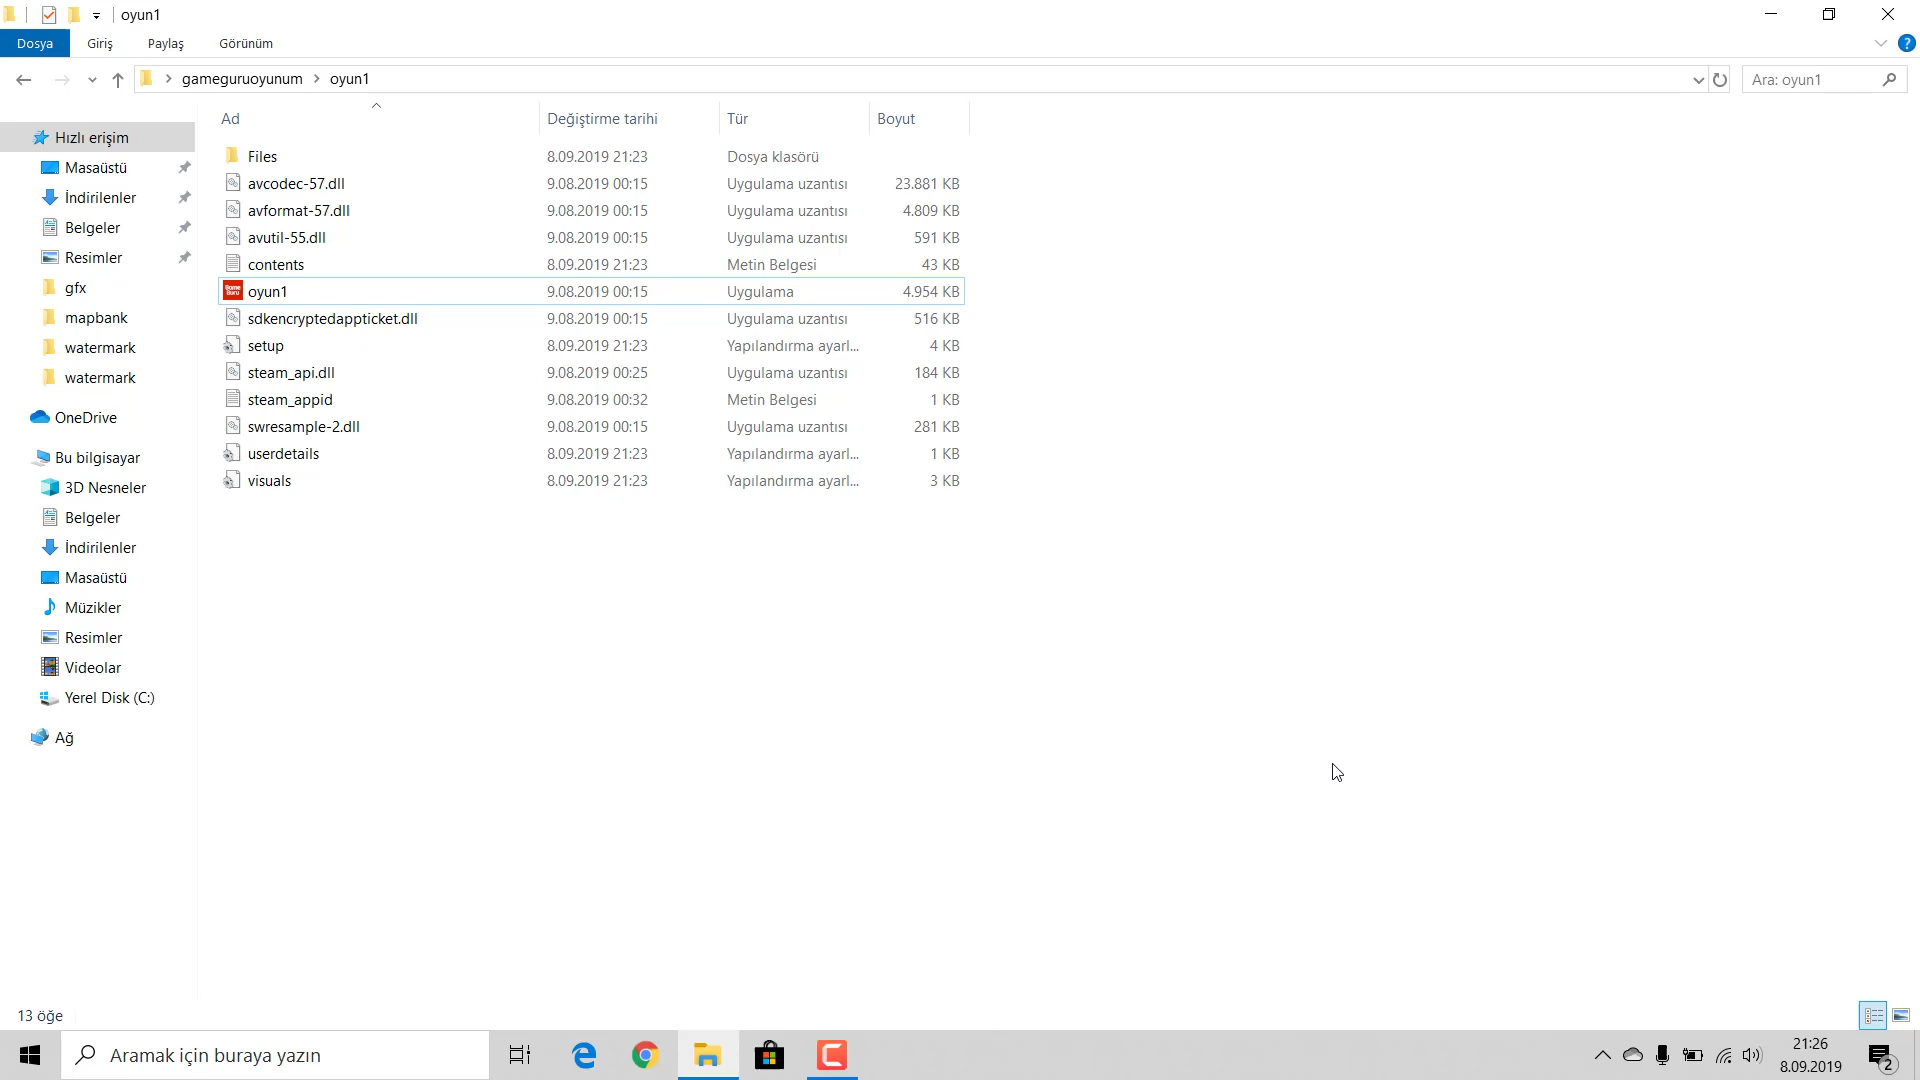 oyun1
Dosya Giriş Paylaş Görünüm
gameguruoyunum oyun1
Ara: oyun1
Ad Değiştirme tarihi Tür Boyut
Files 8.09.2019 21:23 Dosya klasörü
avcodec-57.dll 9.08.2019 00:15 Uygulama uzantısı 23.881 KB
avformat-57.dll 9.08.2019 00:15 Uygulama uzantısı 4.809 KB
avutil-55.dll 9.08.2019 00:15 Uygulama uzantısı 591 KB
contents 8.09.2019 21:23 Metin Belgesi 43 KB
oyun1 9.08.2019 00:15 Uygulama 4.954 KB
sdkencryptedappticket.dll 9.08.2019 00:15 Uygulama uzantısı 516 KB
setup 8.09.2019 21:23 Yapılandırma ayarl... 4 KB
steam_api.dll 9.08.2019 00:25 Uygulama uzantısı 184 KB
steam_appid 9.08.2019 00:32 Metin Belgesi 1 KB
swresample-2.dll 9.08.2019 00:15 Uygulama uzantısı 281 KB
userdetails 8.09.2019 21:23 Yapılandırma ayarl... 1 KB
visuals 8.09.2019 21:23 Yapılandırma ayarl... 3 KB
Hızlı erişim
Masaüstü
İndirilenler
Belgeler
Resimler
gfx
mapbank
watermark
watermark
OneDrive
Bu bilgisayar
3D Nesneler
Belgeler
İndirilenler
Masaüstü
Müzikler
Resimler
Videolar
Yerel Disk (C:)
Ağ
13 öğe
Aramak için buraya yazın
21:26
8.09.2019
2